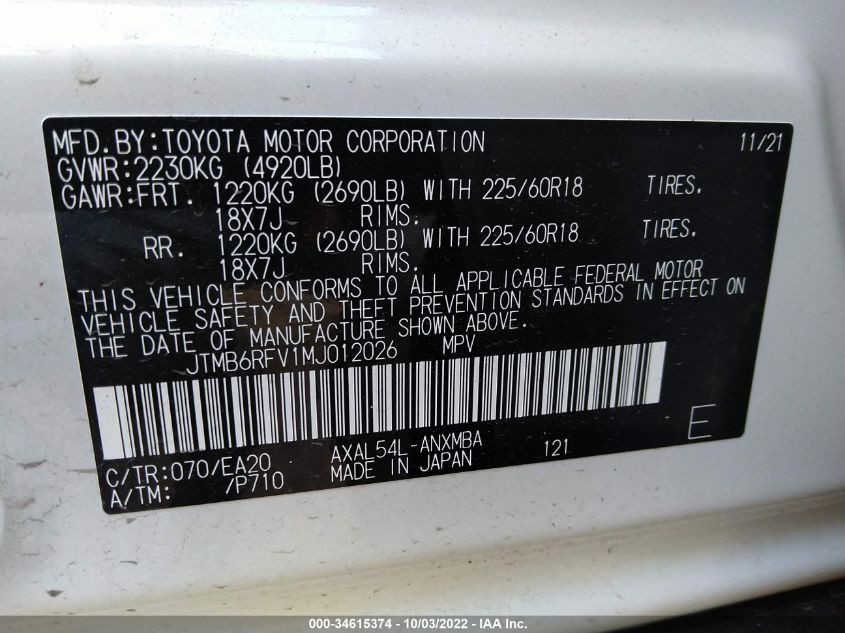 MFD.BY:TOYOTA MOTOR CORPORATION 11/21
GVWR:2230KG (4920LB)
GAWR:FRT. 1220KG (2690LB) WITH 225/60R18 TIRES.
18X7J RIMS.
RR. 1220KG (2690LB) WITH 225/60R18 TIRES.
18X7J RIMS.
THIS VEHICLE CONFORMS TO ALL APPLICABLE FEDERAL MOTOR
VEHICLE SAFETY AND THEFT PREVENTION STANDARDS IN EFFECT ON
THE DATE OF MANUFACTURE SHOWN ABOVE.
JTMB6RFV1MJ012026 MPV
E
C/TR:070/EA20 AXAL54L-ANXMBA 121
A/TM: /P710 MADE IN JAPAN
000-34615374 - 10/03/2022 - IAA Inc.